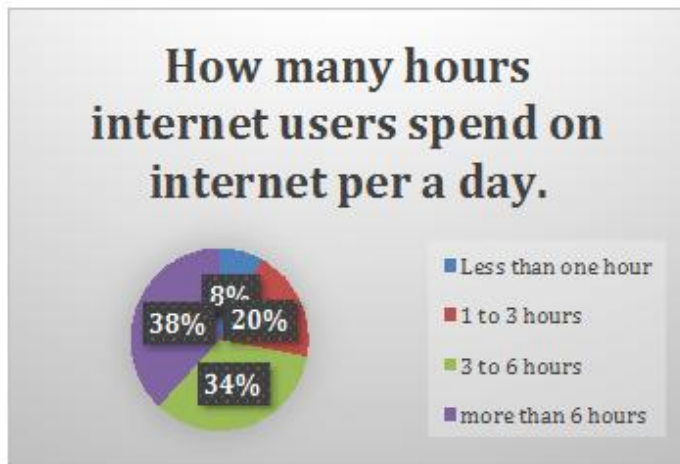 How many hours
internet users spend on
internet per a day.
8%
20%
38%
34%
Less than one hour
1 to 3 hours
3 to 6 hours
more than 6 hours